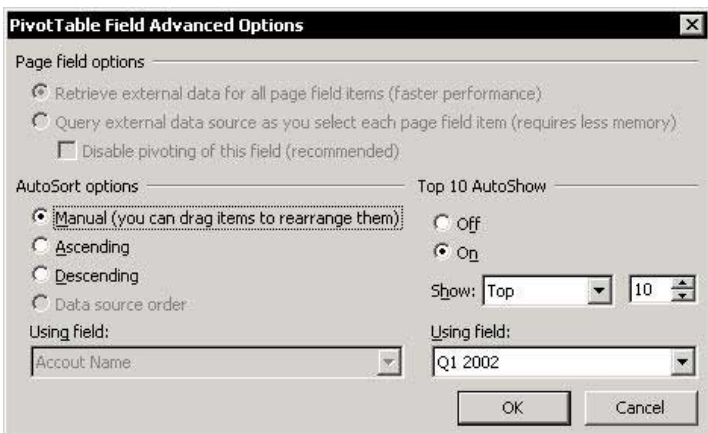 PivotTable Field Advanced Options
Page field options
Retrieve external data for all page field items (faster performance)
Query external data source as you select each page field item (requires less memory)
Disable pivoting of this field (recommended)
AutoSort options
Manual (you can drag items to rearrange them)
Ascending
Descending
Data source order
Using field:
Accout Name
Top 10 AutoShow
Off
On
Show: Top 10
Using field:
Q1 2002
OK Cancel